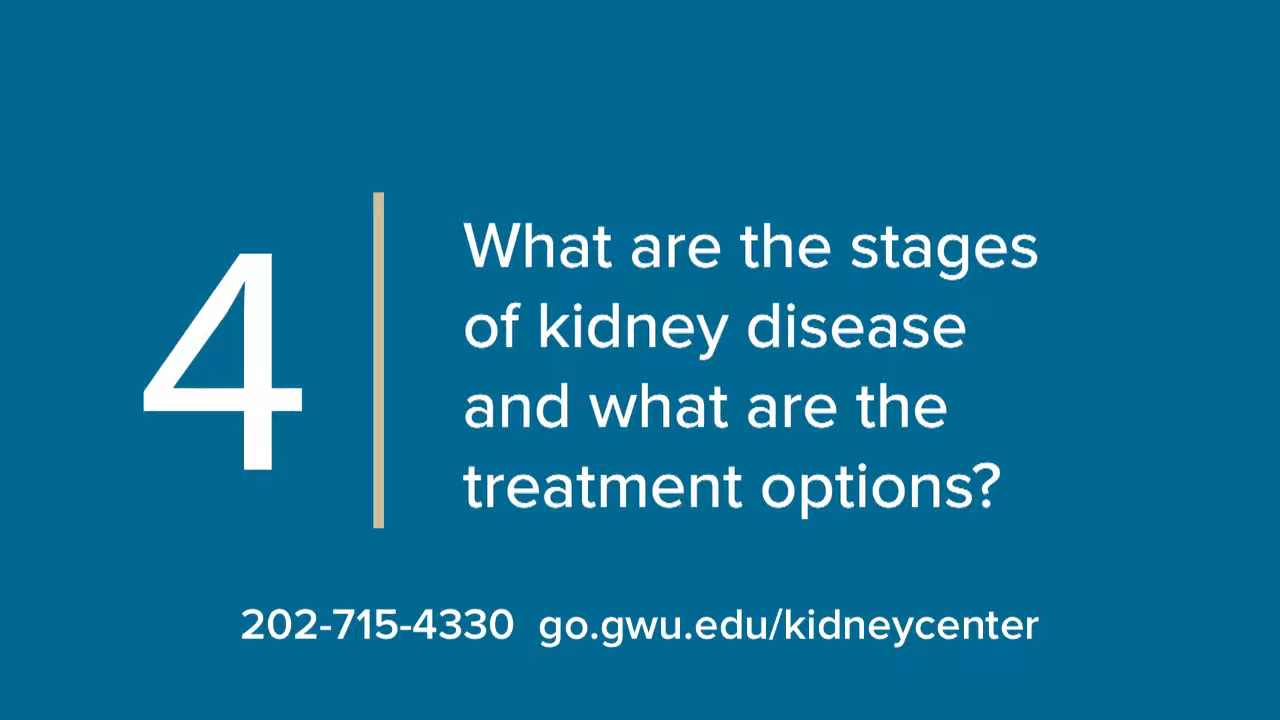 4
What are the stages
of kidney disease
and what are the
treatment options?
202-715-4330 go.gwu.edu/kidneycenter